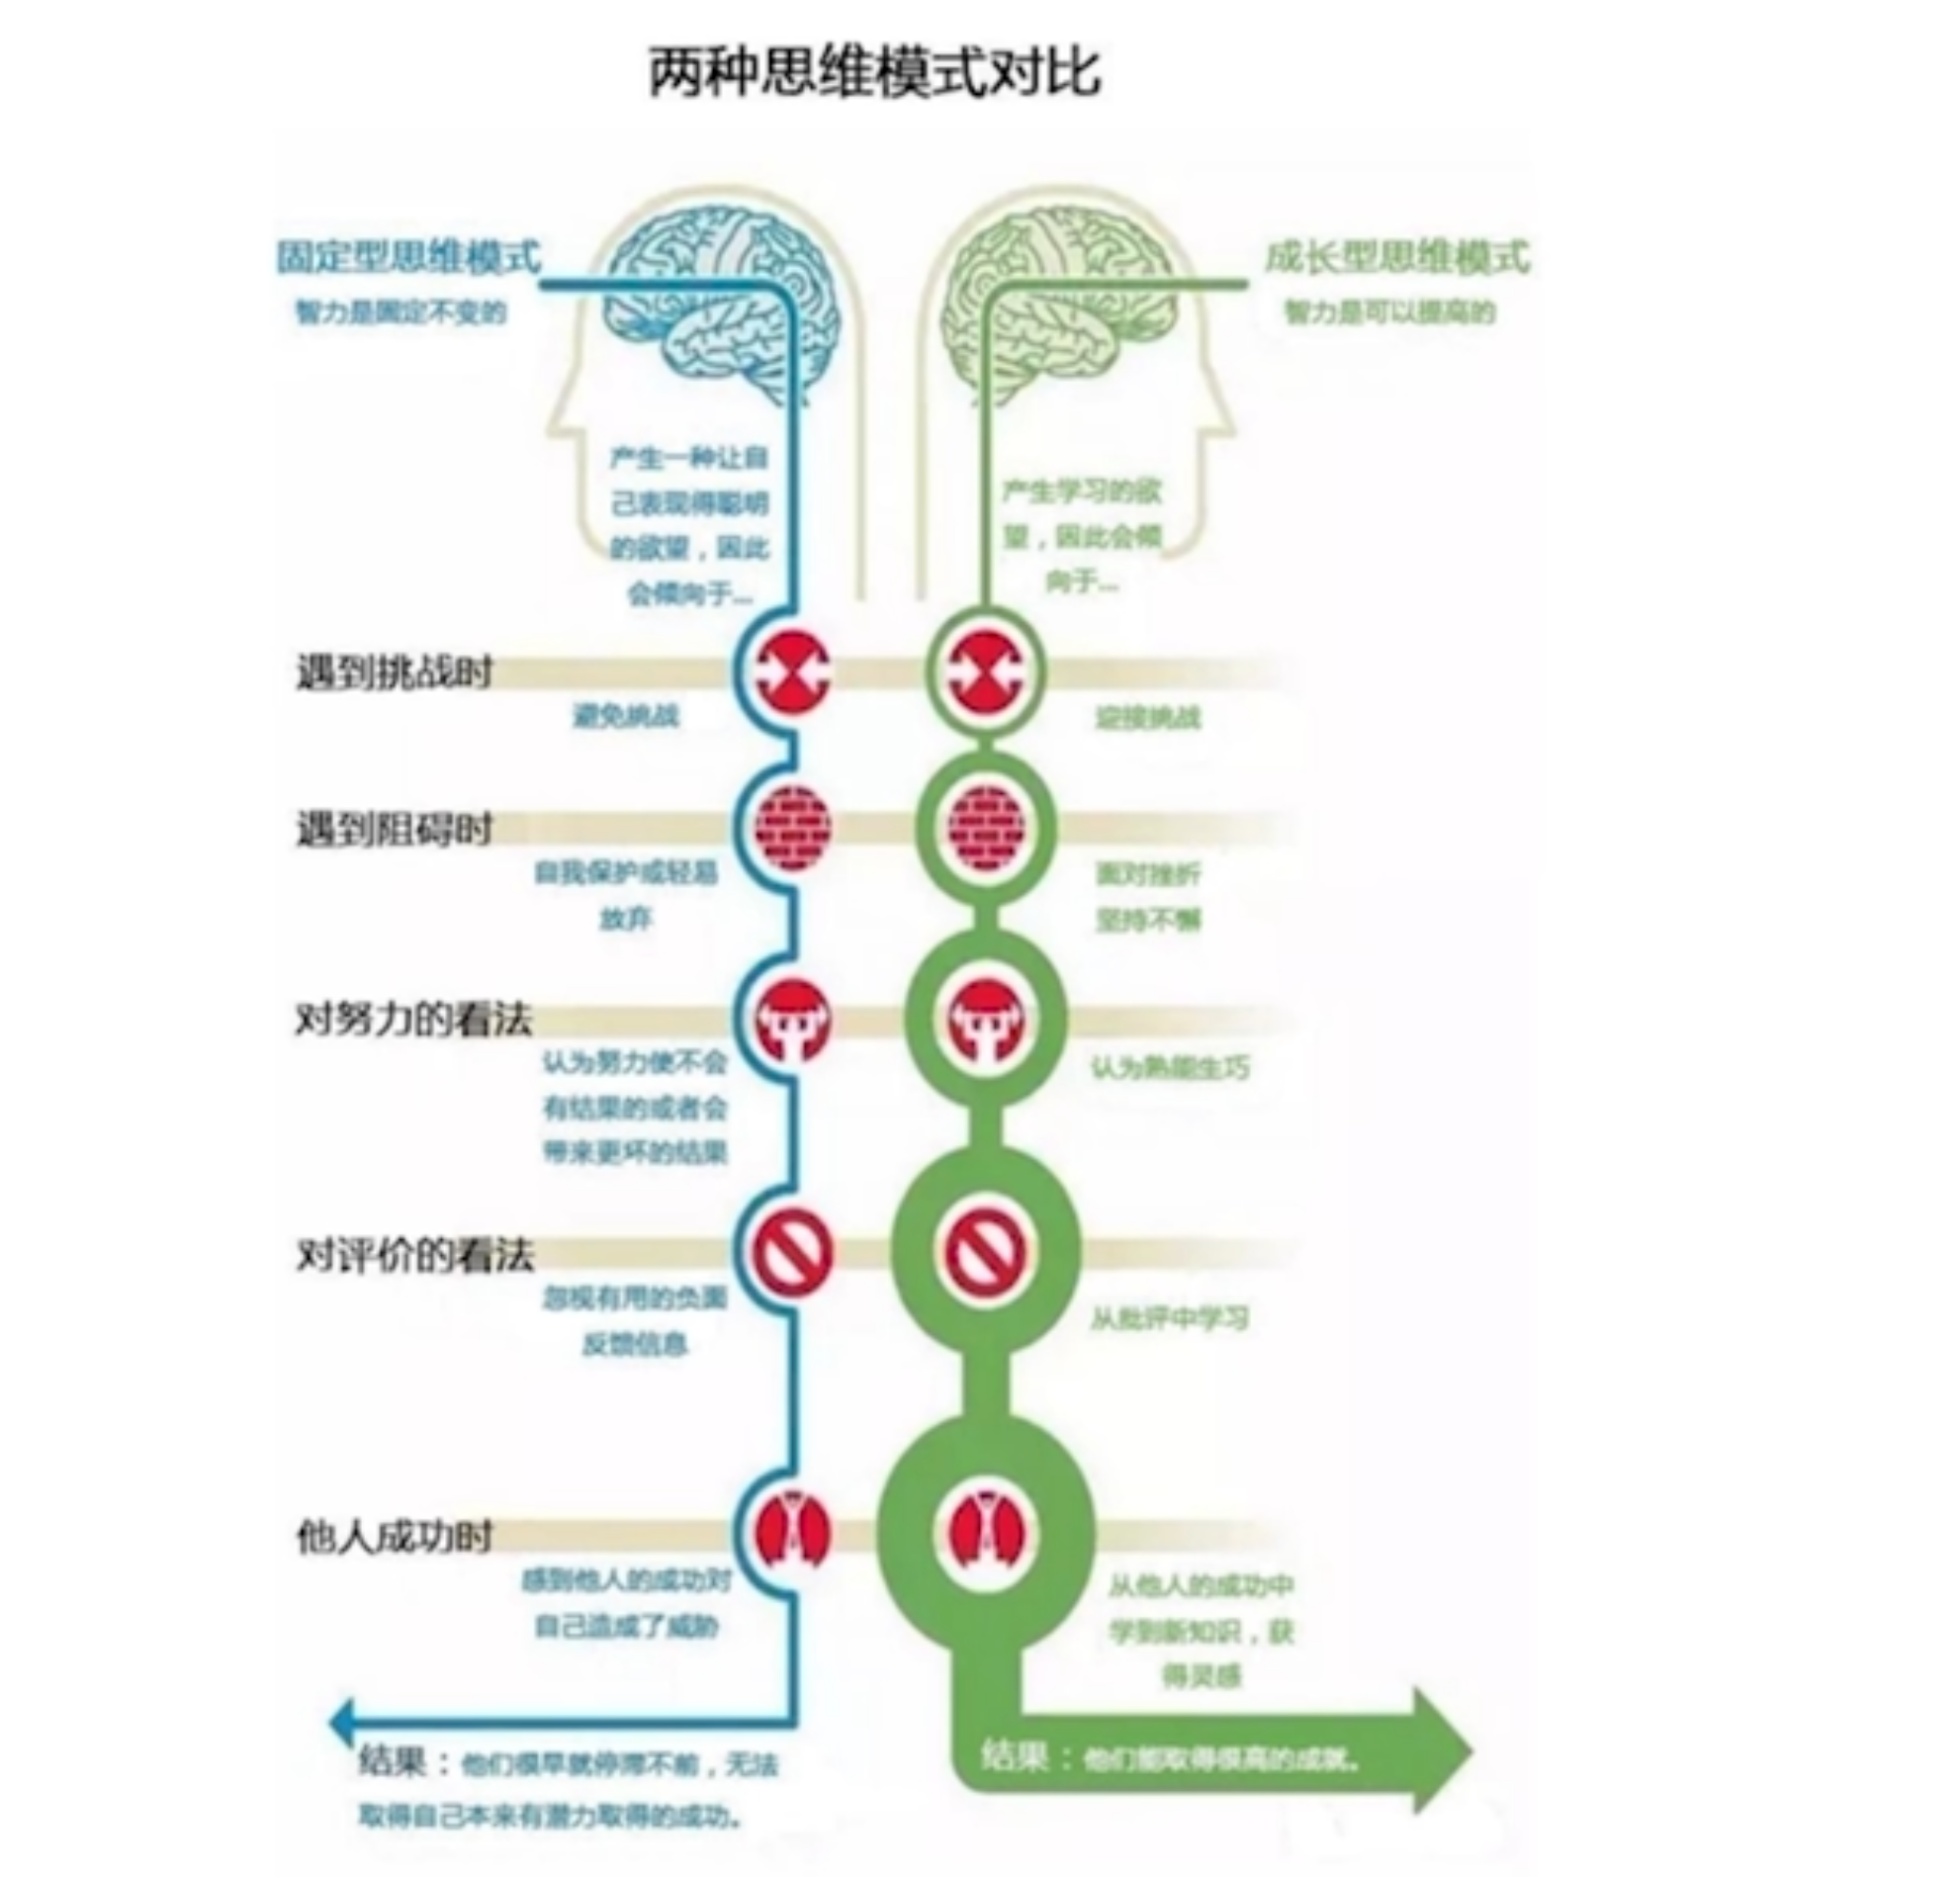 两种思维模式对比
固定型思维模式
智力是固定不变的
成长型思维模式
智力是可以提高的
产生一种让自
己表现得聪明
的欲望，因此
会倾向于...
产生学习的欲
望，因此会倾
向于...
遇到挑战时
避免挑战
迎接挑战
遇到阻碍时
自我保护或轻易
放弃
面对挫折
坚持不懈
对努力的看法
认为努力使不会
有结果的或者会
带来更坏的结果
认为熟能生巧
对评价的看法
忽视有用的负面
反馈信息
从批评中学习
他人成功时
感到他人的成功对
自己造成了威胁
从他人的成功中
学到新知识，获
得灵感
结果：他们很早就停滞不前，无法
取得自己本来有潜力取得的成功。
结果：他们能取得很高的成就。